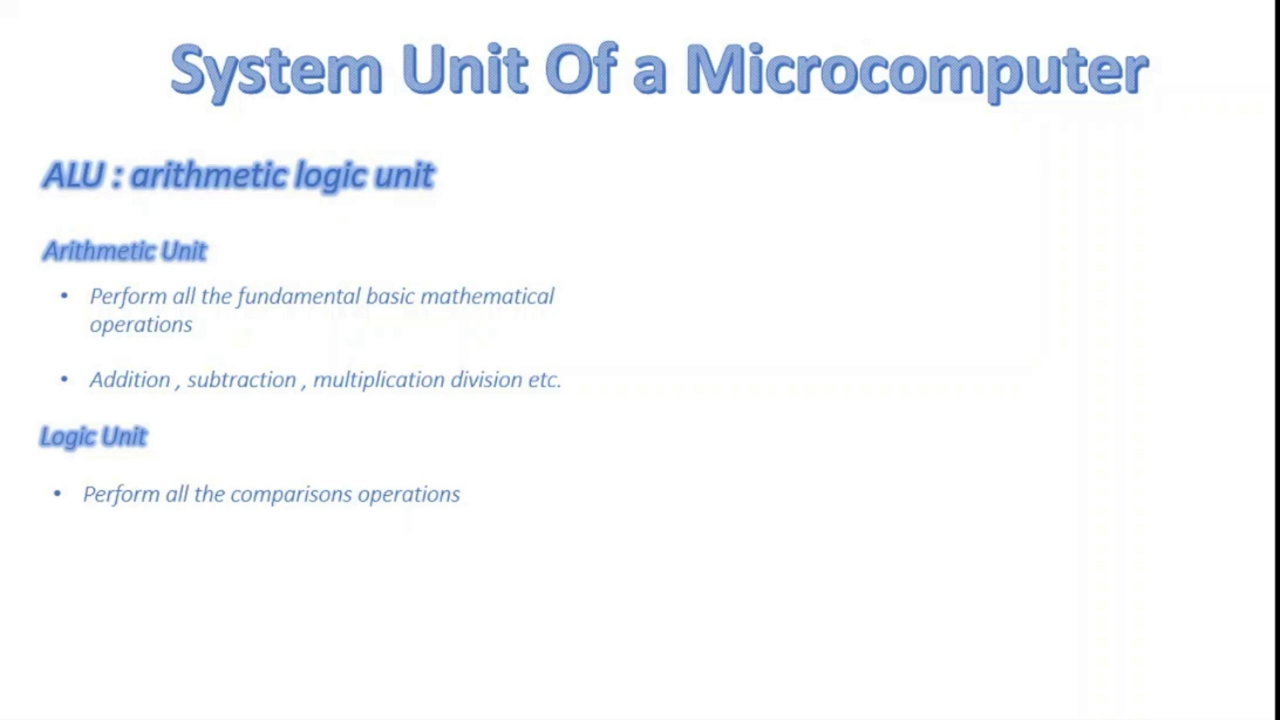 System Unit Of a Microcomputer
ALU : arithmetic logic unit
Arithmetic Unit
• Perform all the fundamental basic mathematical
operations
• Addition , subtraction , multiplication division etc.
Logic Unit
• Perform all the comparisons operations